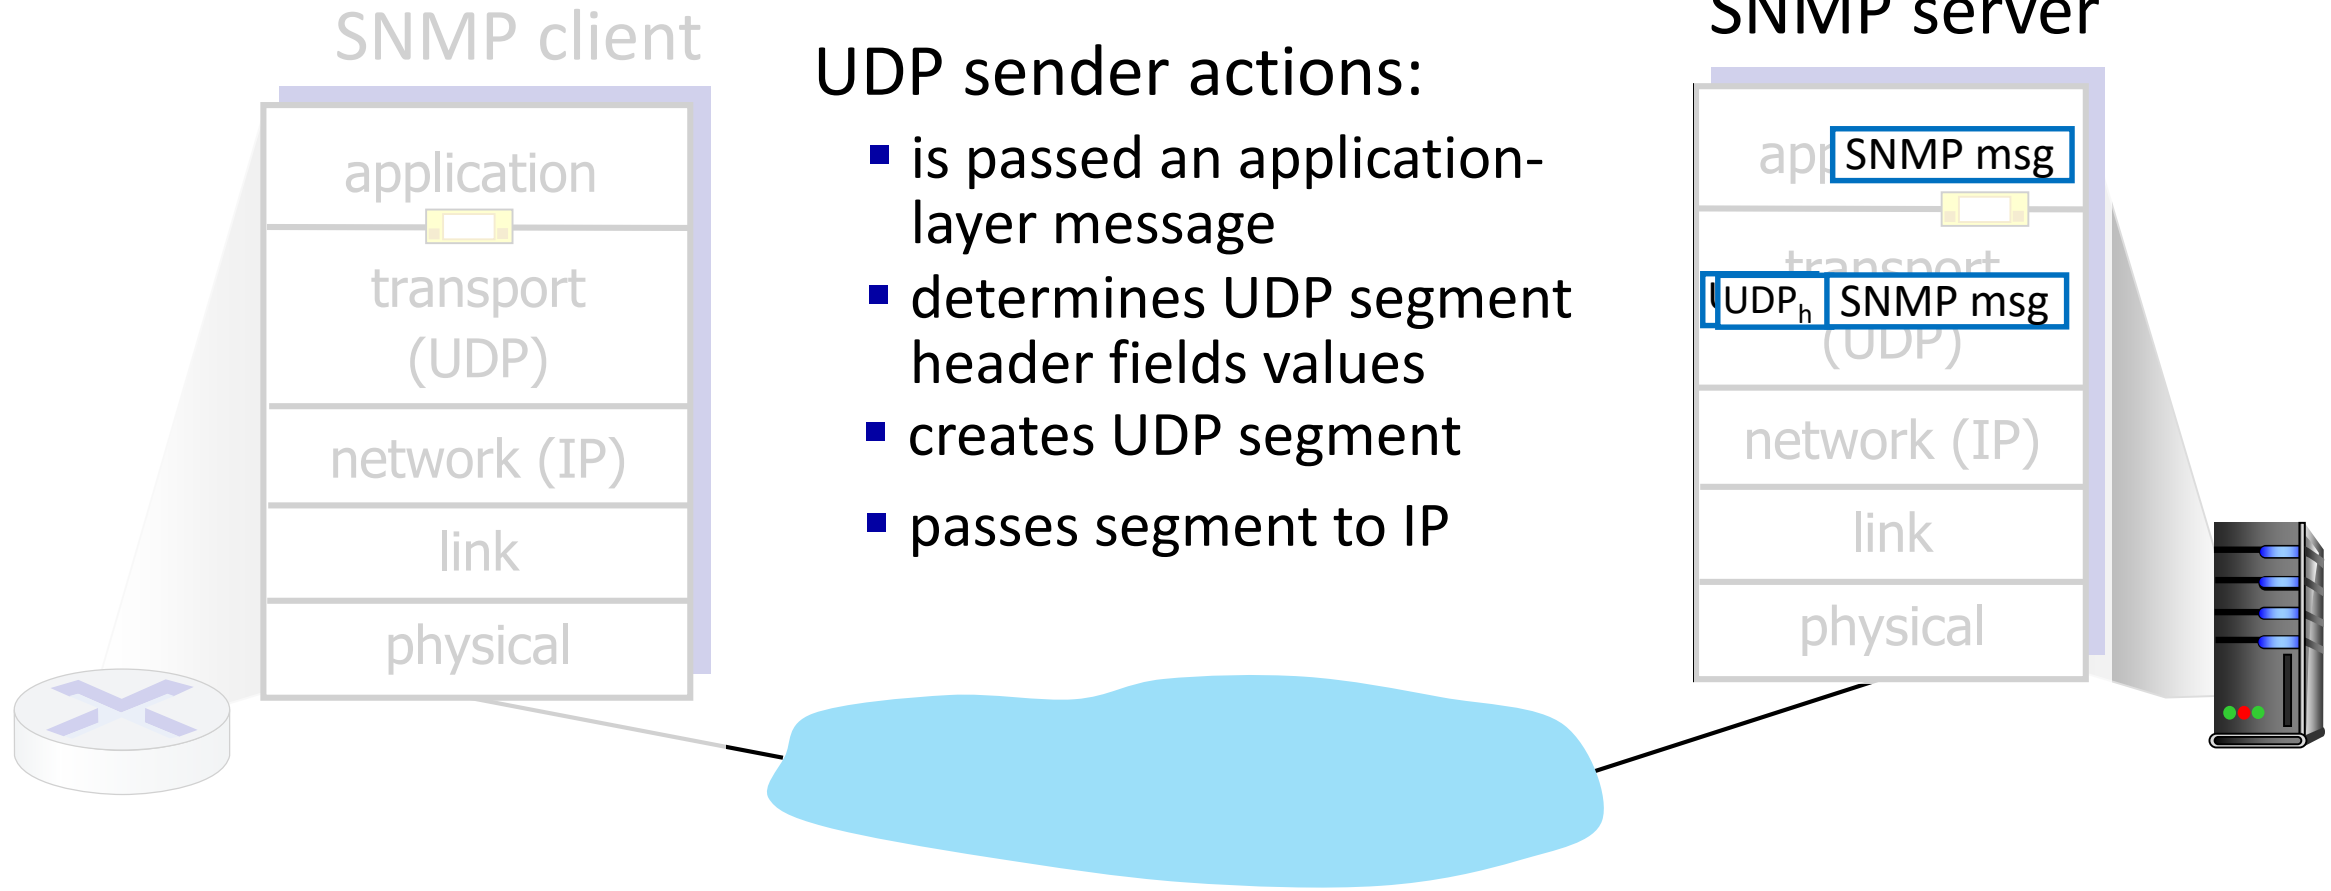 SNMP client
application
transport
(UDP)
network (IP)
link
physical
UDP sender actions:
▪ is passed an application-
layer message
▪ determines UDP segment
header fields values
▪ creates UDP segment
▪ passes segment to IP
SNMP server
SNMP msg
transport
UDPh SNMP msg
(UDP)
network (IP)
link
physical